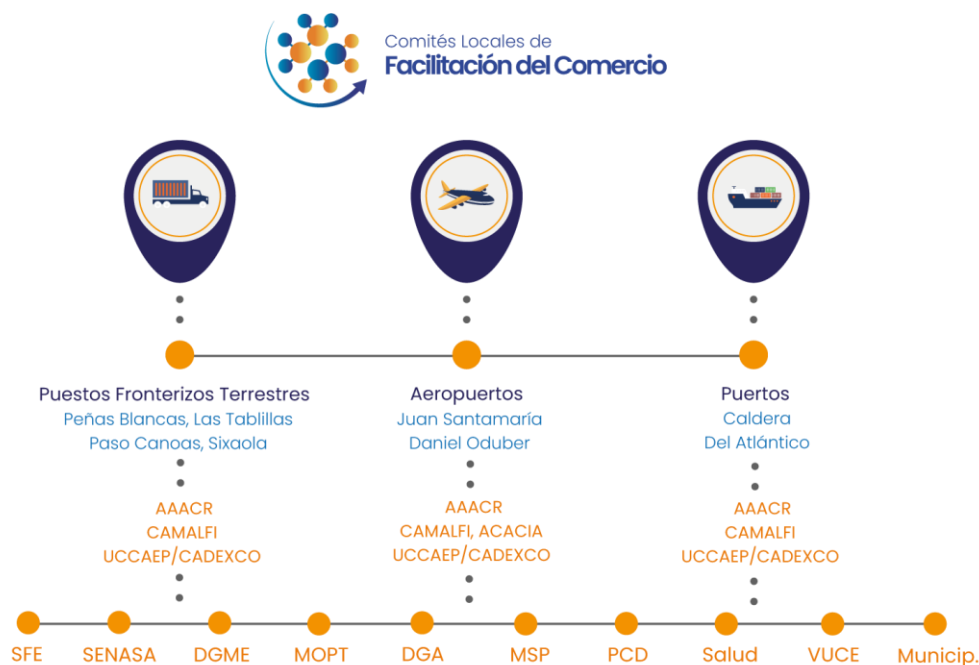 Comités Locales de
Facilitación del Comercio
Puestos Fronterizos Terrestres
Peñas Blancas, Las Tablillas
Paso Canoas, Sixaola
AAACR
CAMALFI
UCCAEP/CADEXCO
Aeropuertos
Juan Santamaría
Daniel Oduber
AAACR
CAMALFI, ACACIA
UCCAEP/CADEXCO
Puertos
Caldera
Del Atlántico
AAACR
CAMALFI
UCCAEP/CADEXCO
SFE
SENASA
DGME
MOPT
DGA
MSP
PCD
Salud
VUCE
Municip.